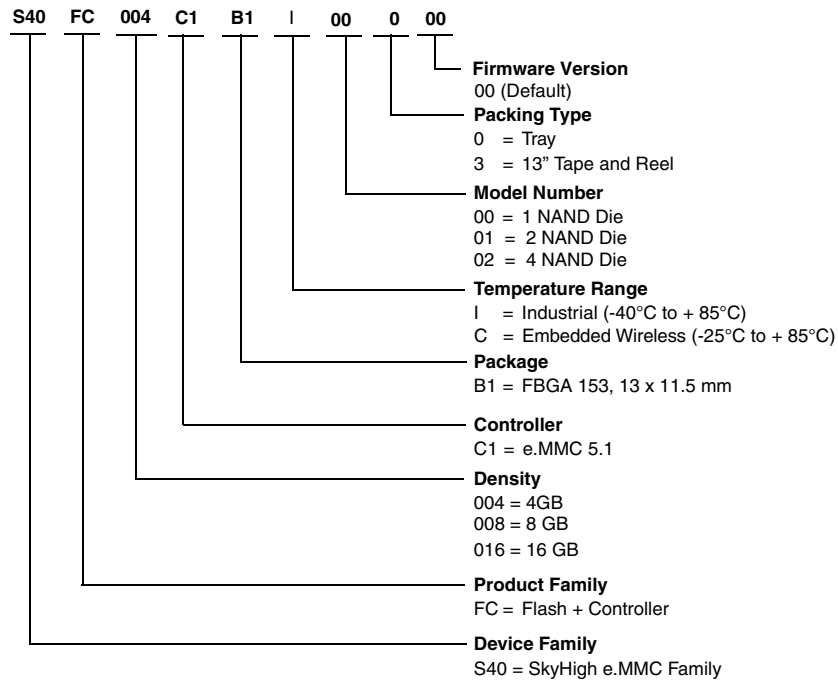 S40 FC 004 C1 B1 I 00 0 00
Firmware Version
00 (Default)
Packing Type
0 = Tray
3 = 13” Tape and Reel
Model Number
00 = 1 NAND Die
01 = 2 NAND Die
02 = 4 NAND Die
Temperature Range
I = Industrial (-40°C to + 85°C)
C = Embedded Wireless (-25°C to + 85°C)
Package
B1 = FBGA 153, 13 x 11.5 mm
Controller
C1 = e.MMC 5.1
Density
004 = 4GB
008 = 8 GB
016 = 16 GB
Product Family
FC = Flash + Controller
Device Family
S40 = SkyHigh e.MMC Family